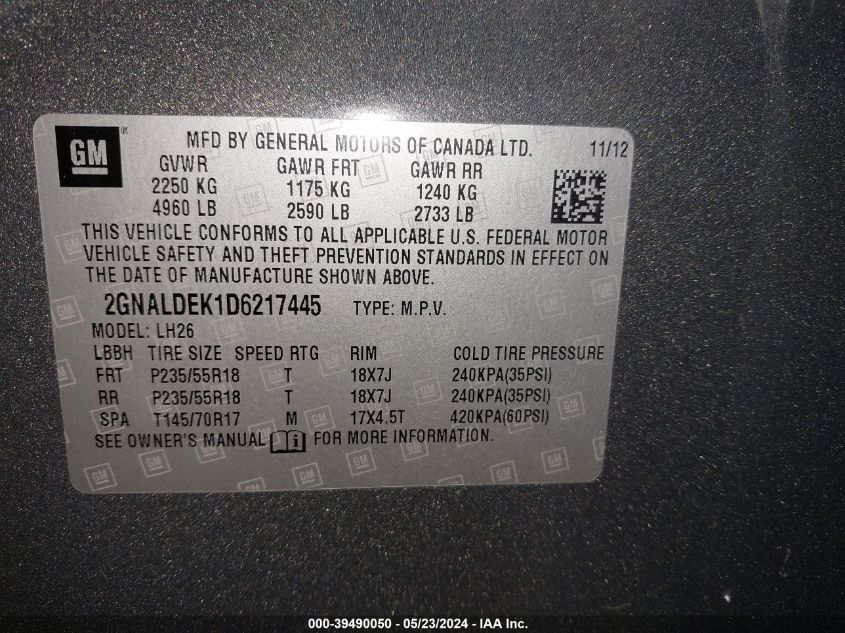 GM
®
MFD BY GENERAL MOTORS OF CANADA LTD. 11/12
GVWR GAWR FRT GAWR RR
2250 KG 1175 KG 1240 KG
4960 LB 2590 LB 2733 LB
THIS VEHICLE CONFORMS TO ALL APPLICABLE U.S. FEDERAL MOTOR
VEHICLE SAFETY AND THEFT PREVENTION STANDARDS IN EFFECT ON
THE DATE OF MANUFACTURE SHOWN ABOVE.
2GNALDEK1D6217445 TYPE: M.P.V.
MODEL: LH26
LBBH TIRE SIZE SPEED RTG RIM COLD TIRE PRESSURE
FRT P235/55R18 T 18X7J 240KPA(35PSI)
RR P235/55R18 T 18X7J 240KPA(35PSI)
SPA T145/70R17 M 17X4.5T 420KPA(60PSI)
SEE OWNER'S MANUAL i FOR MORE INFORMATION.
000-39490050 - 05/23/2024 - IAA Inc.